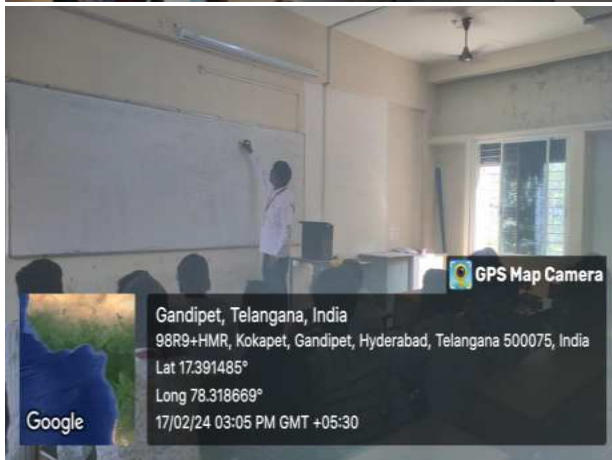 GPS Map Camera
Gandipet, Telangana, India
98R9+HMR, Kokapet, Gandipet, Hyderabad, Telangana 500075, India
Lat 17.391485°
Long 78.318669°
17/02/24 03:05 PM GMT +05:30
Google